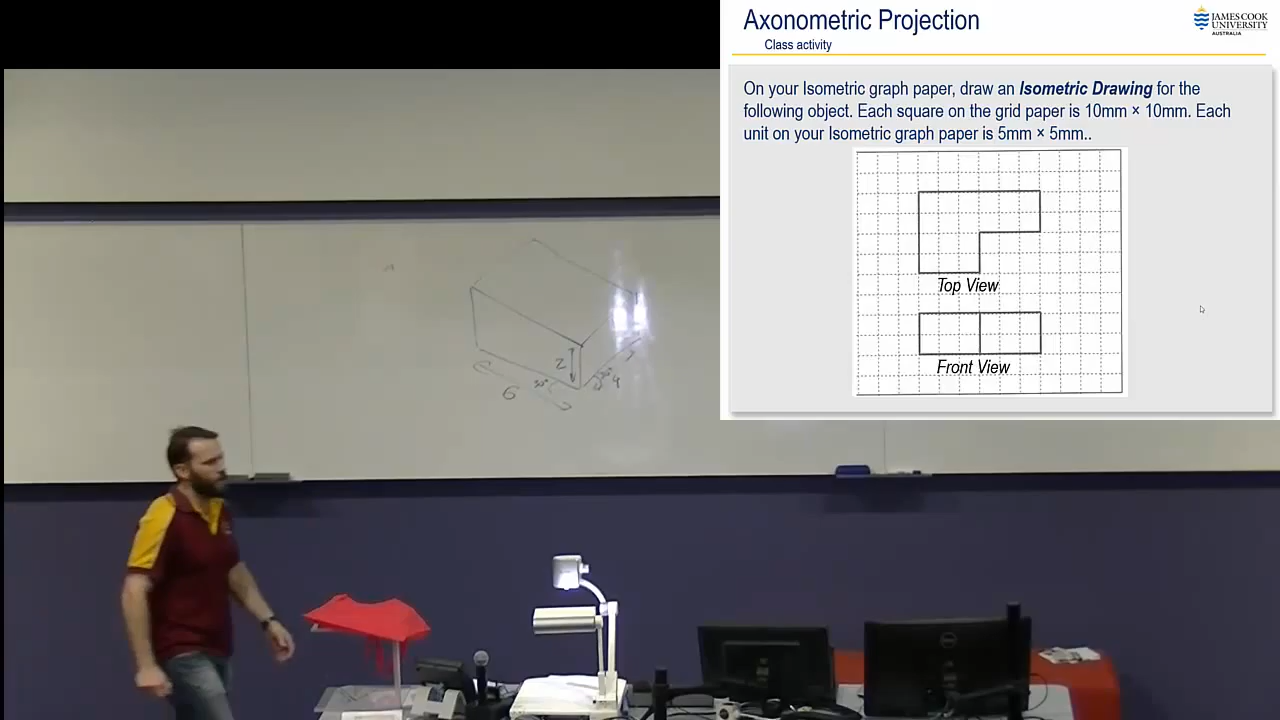 Axonometric Projection
Class activity
JAMES COOK
UNIVERSITY
AUSTRALIA
On your Isometric graph paper, draw an Isometric Drawing for the
following object. Each square on the grid paper is 10mm × 10mm. Each
unit on your Isometric graph paper is 5mm × 5mm..
Top View
Front View
2
6
30°
4